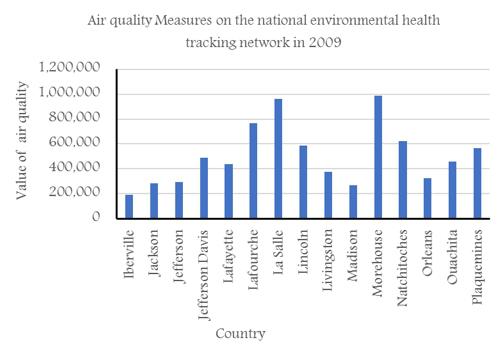 Air quality Measures on the national environmental health
tracking network in 2009
Value of air quality
1,200,000
1,000,000
800,000
600,000
400,000
200,000
0
Iberville
Jackson
Jefferson
Jefferson Davis
Lafayette
Lafourche
La Salle
Lincoln
Livingston
Madison
Morehouse
Natchitoches
Orleans
Ouachita
Plaquemines
Country